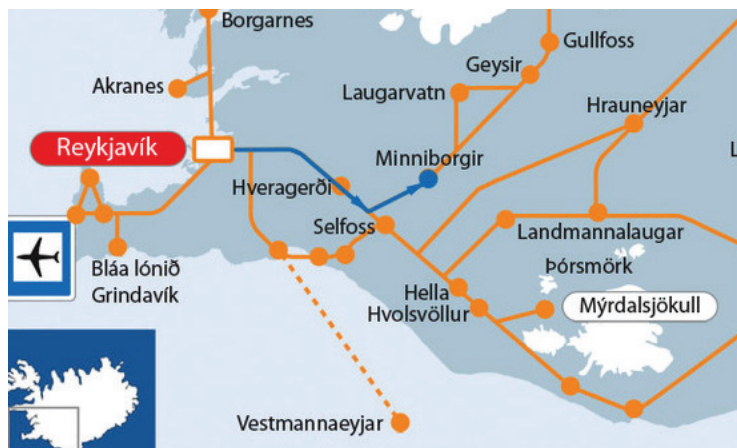 Borgarnes
Gullfoss
Geysir
Akranes
Laugarvatn
Hrauneyjar
Reykjavík
Minniborgir
L
Hveragerði
Selfoss
Landmannalaugar
Bláa lónið
Grindavík
Þórsmörk
Hella
Hvolsvöllur
Mýrdalsjökull
Vestmannaeyjar